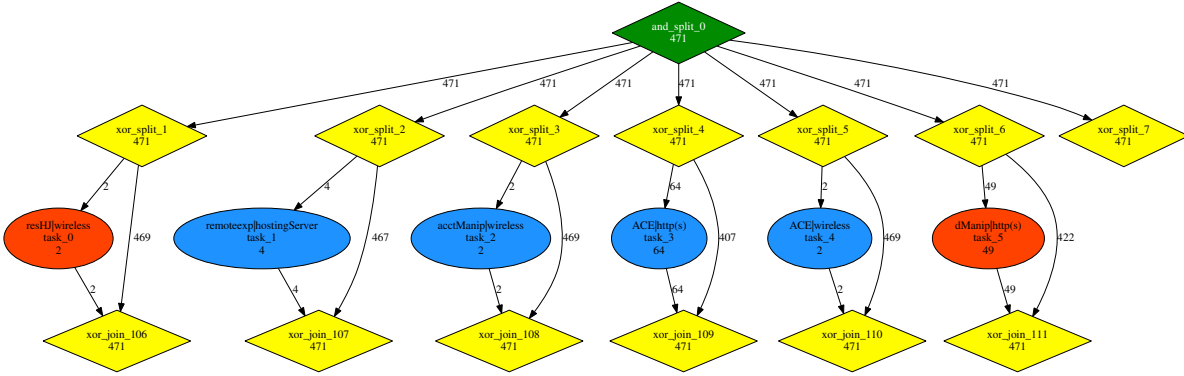 and_split_0
471
471
471
471
471
471
471
471
xor_split_1
471
xor_split_2
471
xor_split_3
471
xor_split_4
471
xor_split_5
471
xor_split_6
471
xor_split_7
471
2
4
2
64
2
49
resHJ|wireless
task_0
2
469
remoteexp|hostingServer
task_1
4
467
acctManip|wireless
task_2
2
469
ACE|http(s)
task_3
64
407
ACE|wireless
task_4
2
469
dManip|http(s)
task_5
49
422
2
4
2
64
2
49
xor_join_106
471
xor_join_107
471
xor_join_108
471
xor_join_109
471
xor_join_110
471
xor_join_111
471